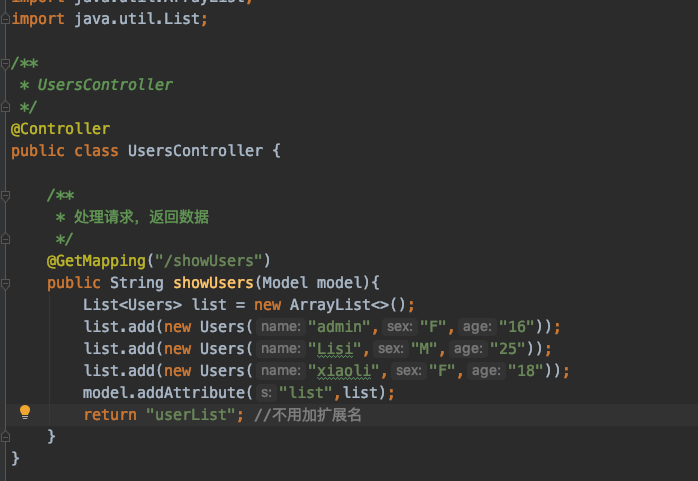 import java.util.ArrayList;
import java.util.List;
/**
* UsersController
*/
@Controller
public class UsersController {
/**
* 处理请求，返回数据
*/
@GetMapping("/showUsers")
public String showUsers(Model model){
List<Users> list = new ArrayList<>();
list.add(new Users( name: "admin", sex: "F", age: "16"));
list.add(new Users( name: "Lisi", sex: "M", age: "25"));
list.add(new Users( name: "xiaoli", sex: "F", age: "18"));
model.addAttribute( s: "list",list);
return "userList"; //不用加扩展名
}
}